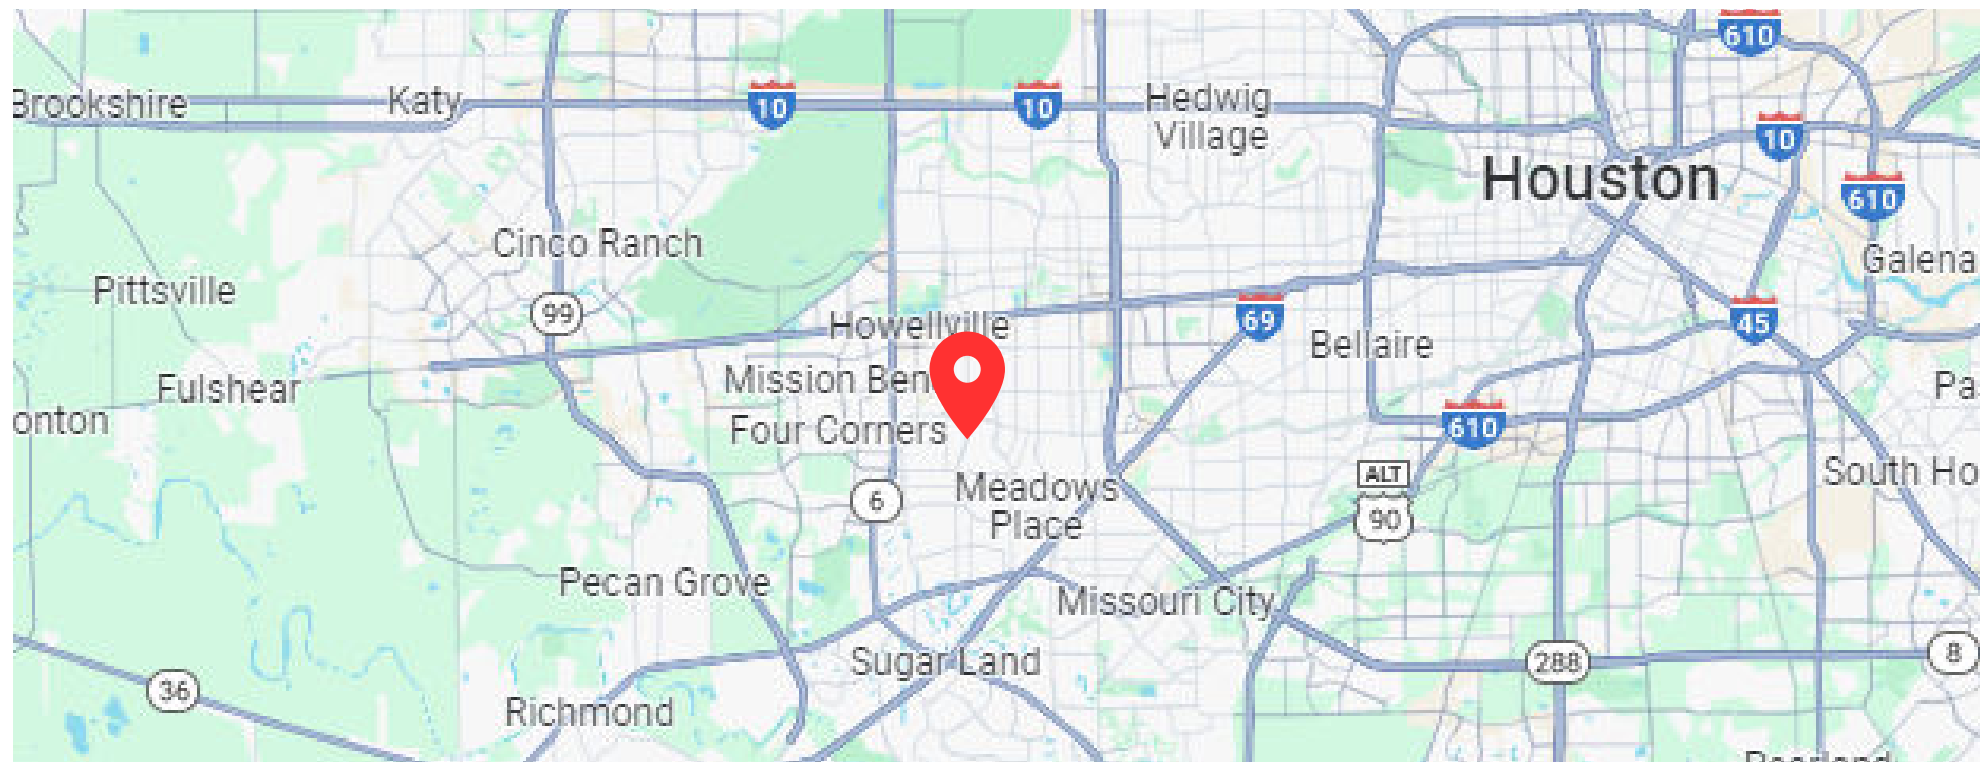 610
Brookshire
Katy
10
10
Hedwig
Village
10
Houston
610
Cinco Ranch
Galena
Pittsville
99
Howellville
69
45
Bellaire
Fulshear
Mission Ben
Pa
onton
Four Corners
610
ALT
90
South Ho
6
Meadows
Place
Pecan Grove
Missouri City
Sugar Land
288
8
36
Richmond